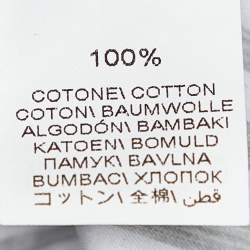 100%
COTONE\ COTTON
COTON\ BAUMWOLLE
ALGODÓN\ BAMBAKI
KATOEN\ BOMULD
ПАМУК\ BAVLNA
BUMBAC\ ХЛОПОК
コットン\ 全棉\ قطن